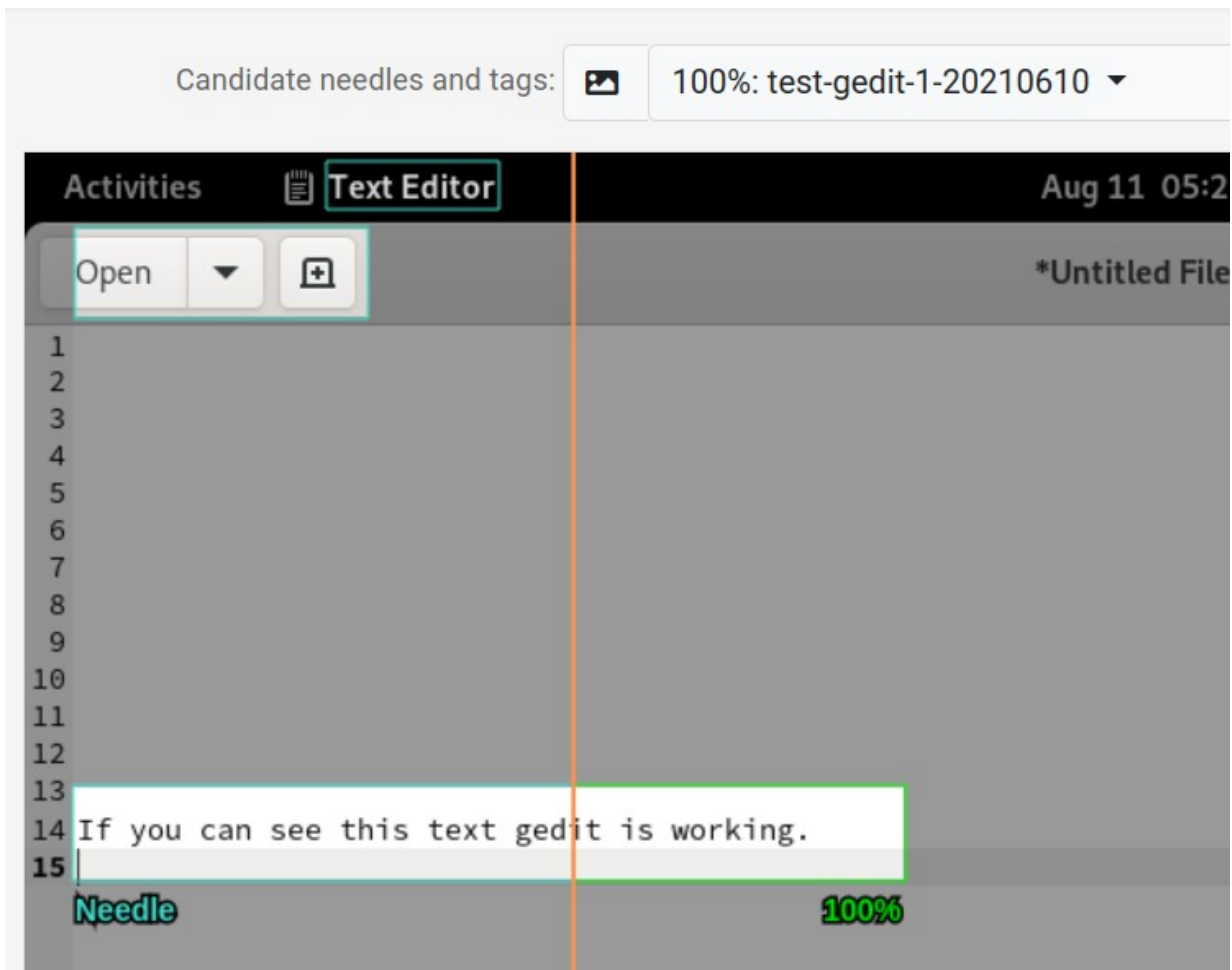 Candidate needles and tags: 100%: test-gedit-1-20210610
Activities Text Editor Aug 11 05:2
Open *Untitled File
1
2
3
4
5
6
7
8
9
10
11
12
13
14 If you can see this text gedit is working.
15
Needle 100%